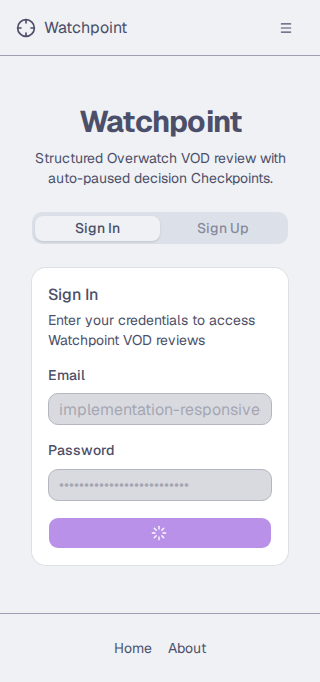 Watchpoint
Watchpoint
Structured Overwatch VOD review with
auto-paused decision Checkpoints.
Sign In
Sign Up
Sign In
Enter your credentials to access
Watchpoint VOD reviews
Email
implementation-responsive
Password
••••••••••••••••••••••••••
Home
About